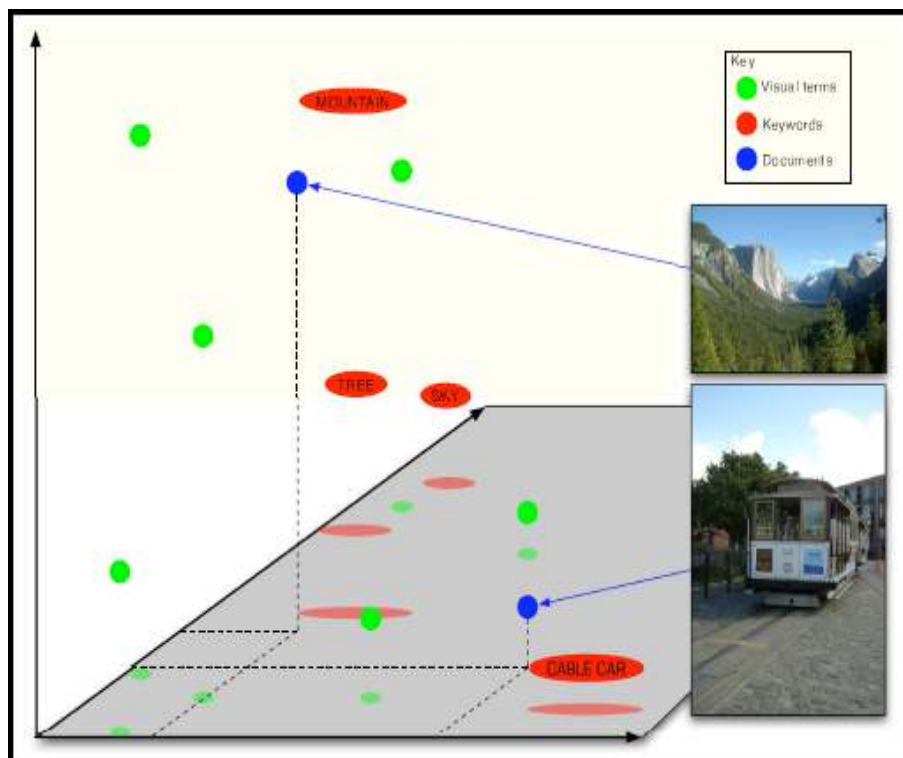 MOUNTAIN
Key
Visual terms
Keywords
Documents
TREE
SKY
CABLE CAR